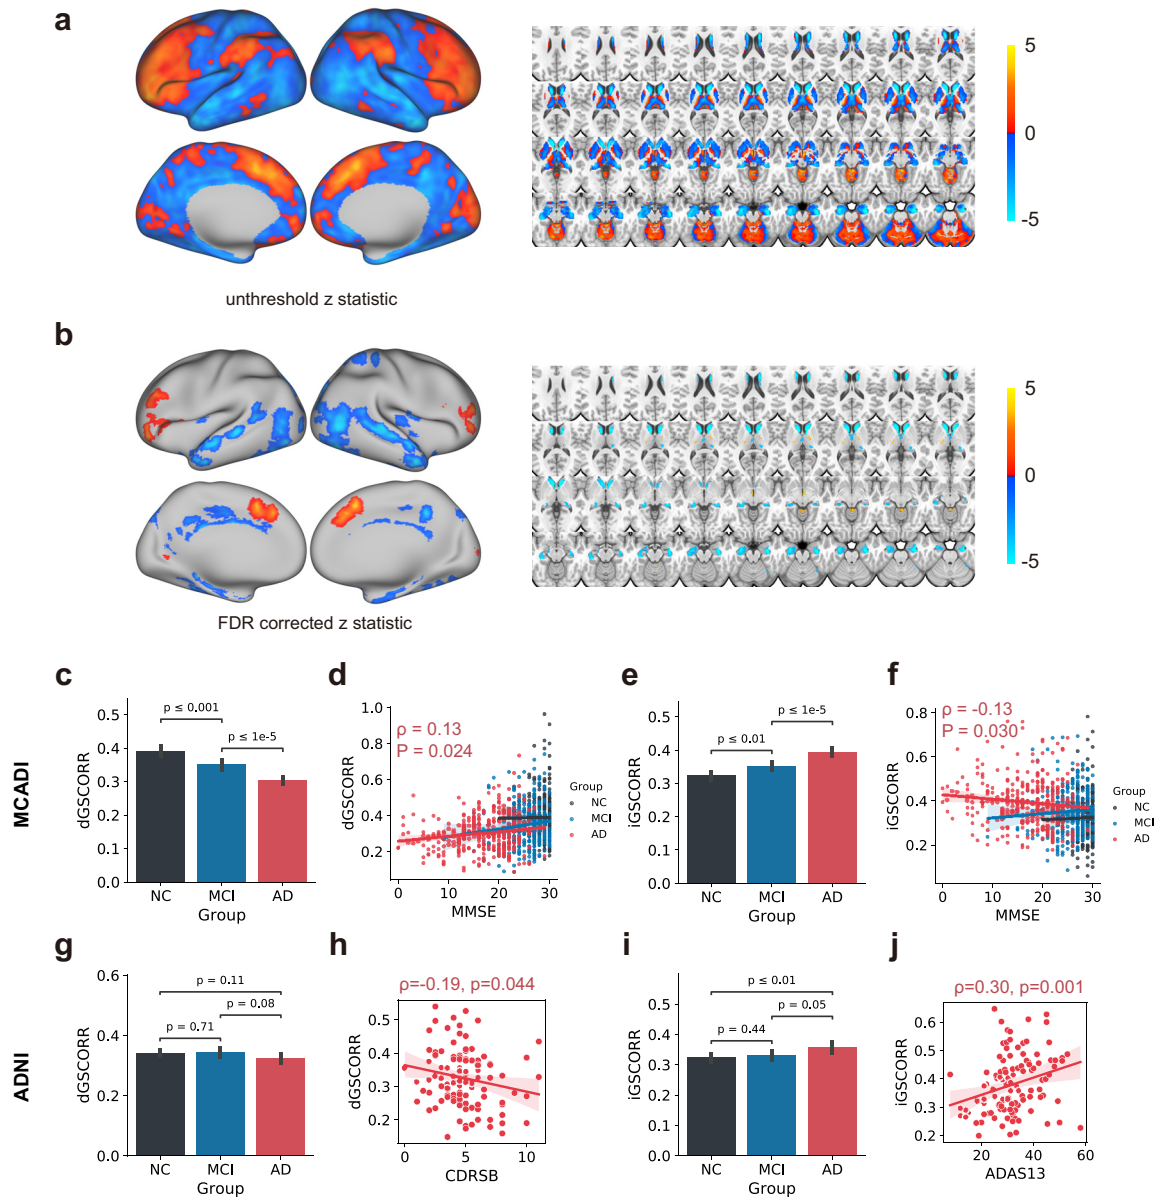 a
5
0
-5
unthreshold z statistic
b
5
0
-5
FDR corrected z statistic
MCADI
c
0.5
0.4
0.3
0.2
0.1
0.0
dGSCORR
p ≤ 0.001
p ≤ 1e-5
NC MCI AD
Group
d
1.0
0.8
0.6
0.4
0.2
dGSCORR
ρ = 0.13
P = 0.024
Group
NC
MCI
AD
0 10 20 30
MMSE
e
0.5
0.4
0.3
0.2
0.1
0.0
iGSCORR
p ≤ 0.01
p ≤ 1e-5
NC MCI AD
Group
f
0.8
0.6
0.4
0.2
iGSCORR
ρ = -0.13
P = 0.030
Group
NC
MCI
AD
0 10 20 30
MMSE
ADNI
g
0.6
0.4
0.2
0.0
dGSCORR
p = 0.11
p = 0.08
p = 0.71
NC MCI AD
Group
h
ρ=-0.19, p=0.044
0.5
0.4
0.3
0.2
dGSCORR
0 5 10
CDRSB
i
0.5
0.4
0.3
0.2
0.1
0.0
iGSCORR
p ≤ 0.01
p = 0.05
p = 0.44
NC MCI AD
Group
j
ρ=0.30, p=0.001
0.6
0.5
0.4
0.3
0.2
iGSCORR
20 40 60
ADAS13